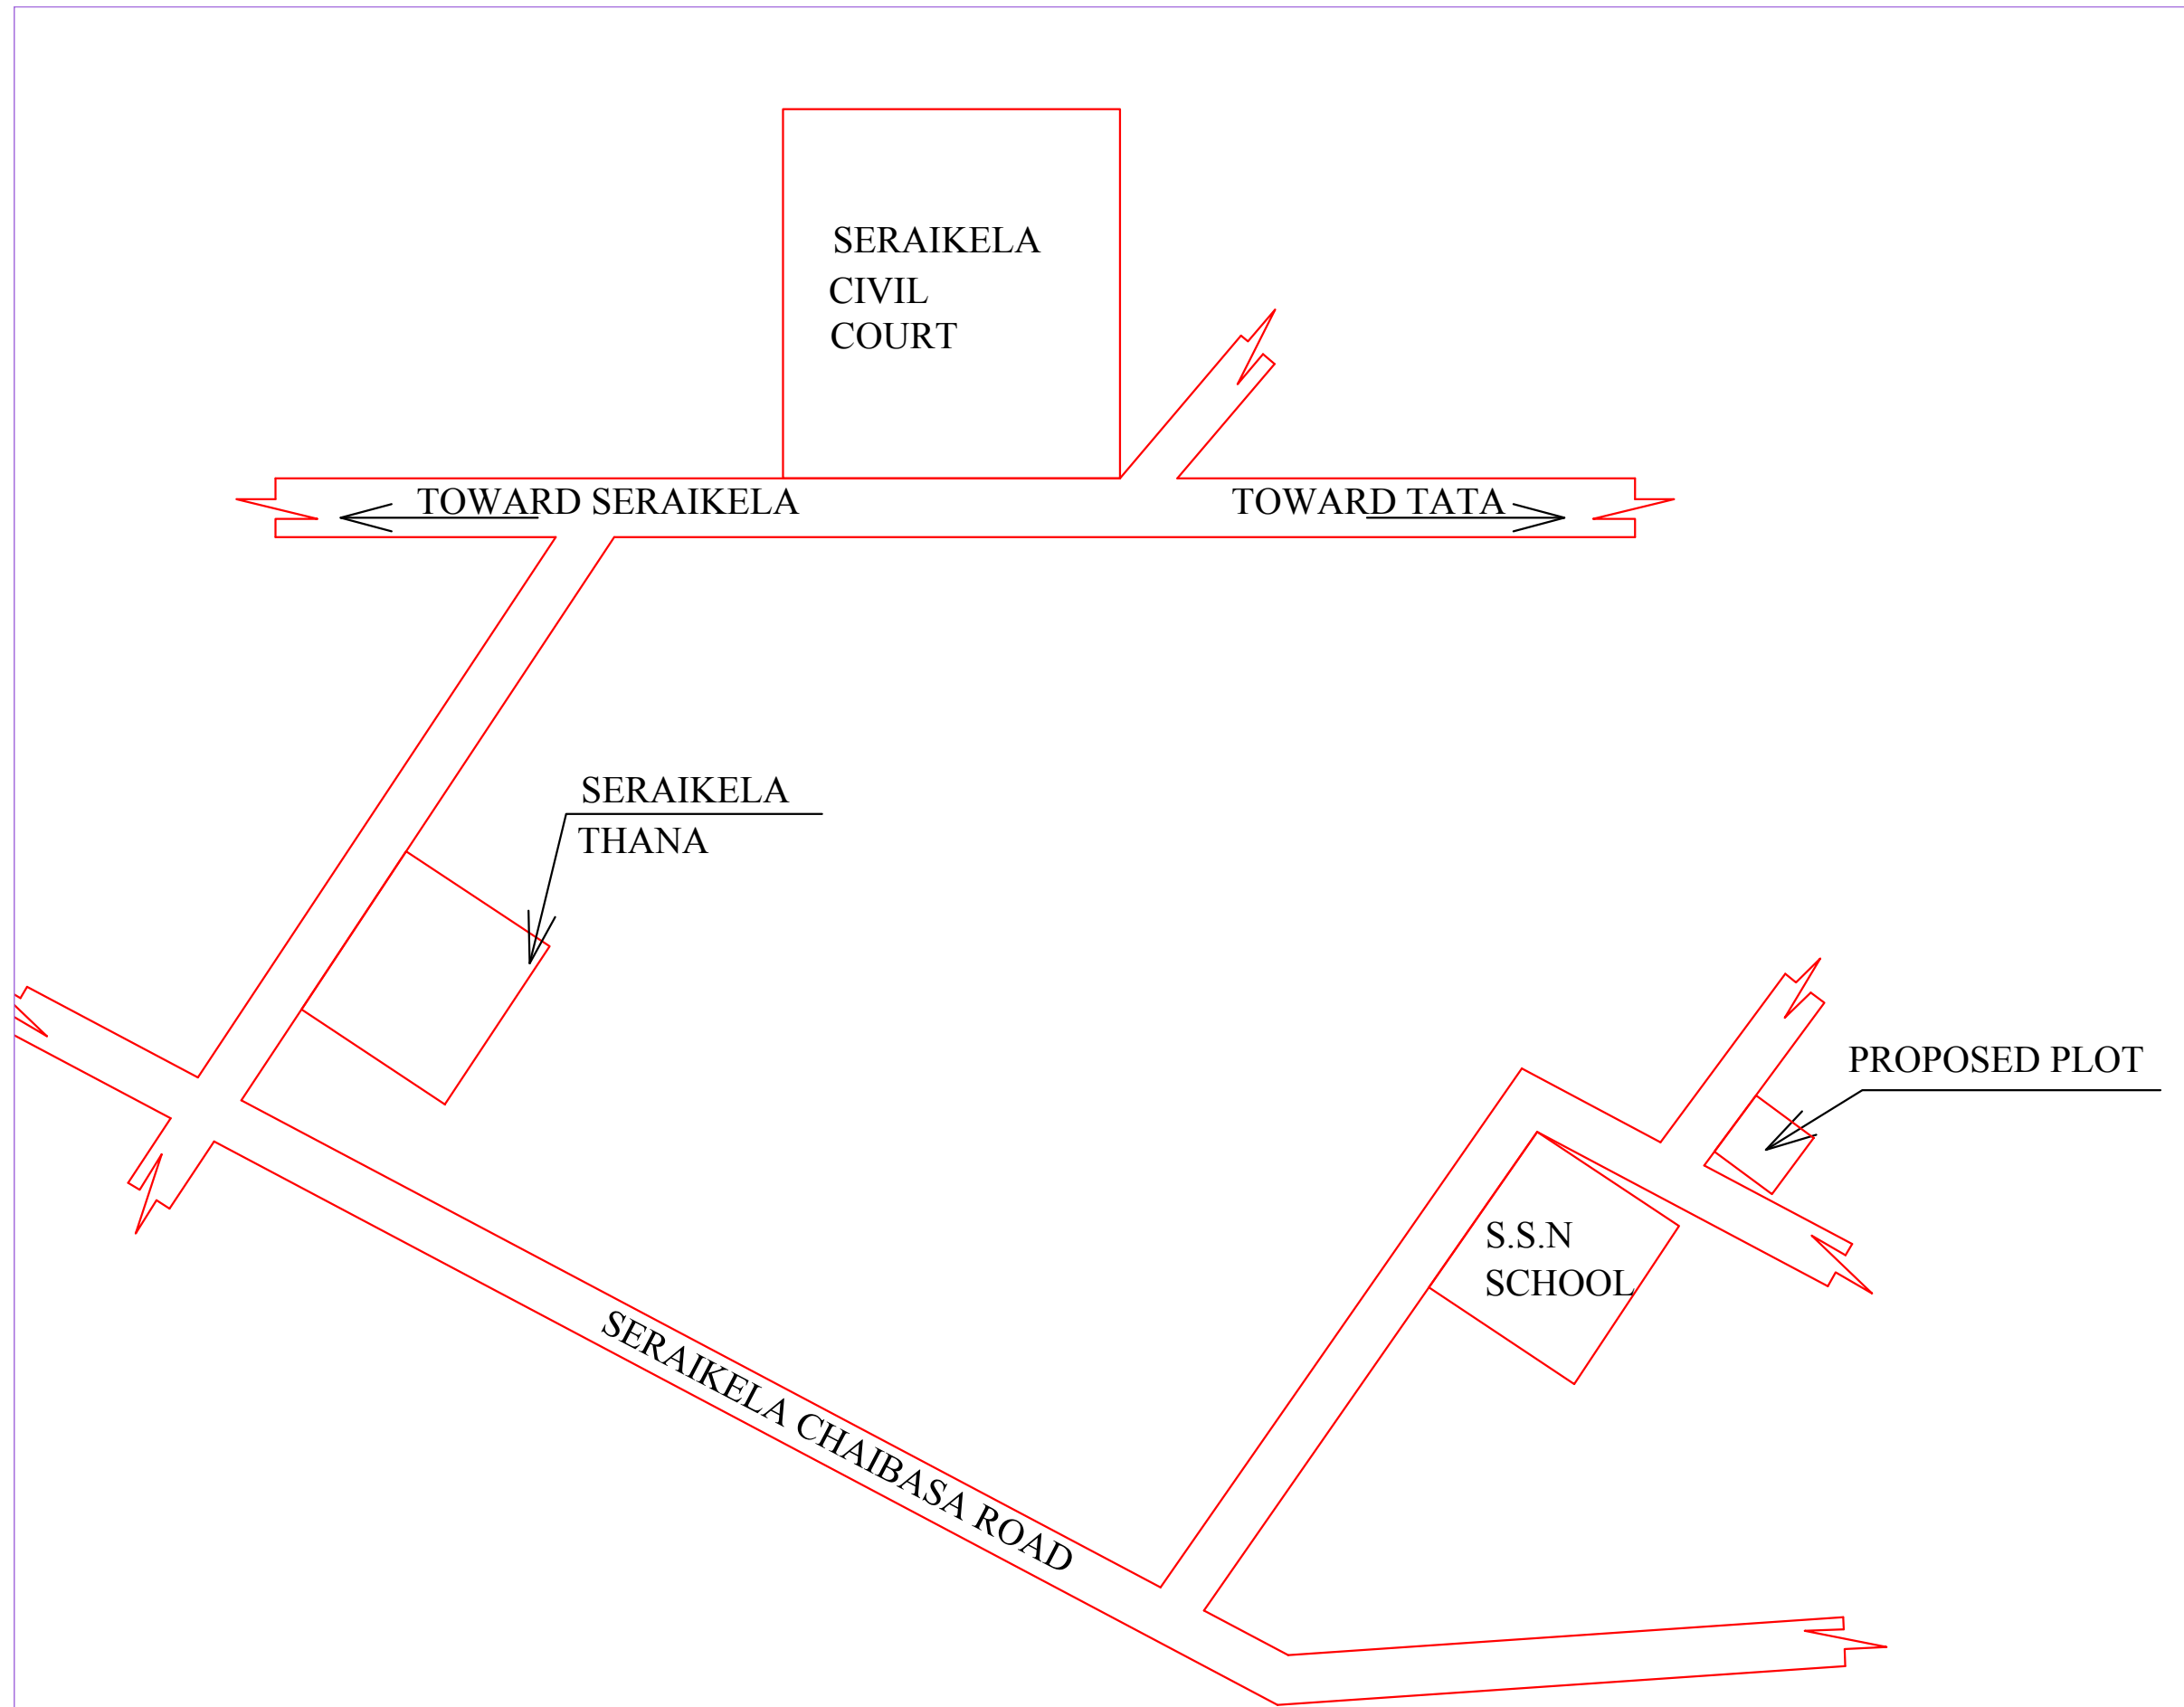 SERAIKELA
CIVIL
COURT
TOWARD SERAIKELA
TOWARD TATA
SERAIKELA
THANA
PROPOSED PLOT
S.S.N
SCHOOL
SERAIKELA CHAIBASA ROAD